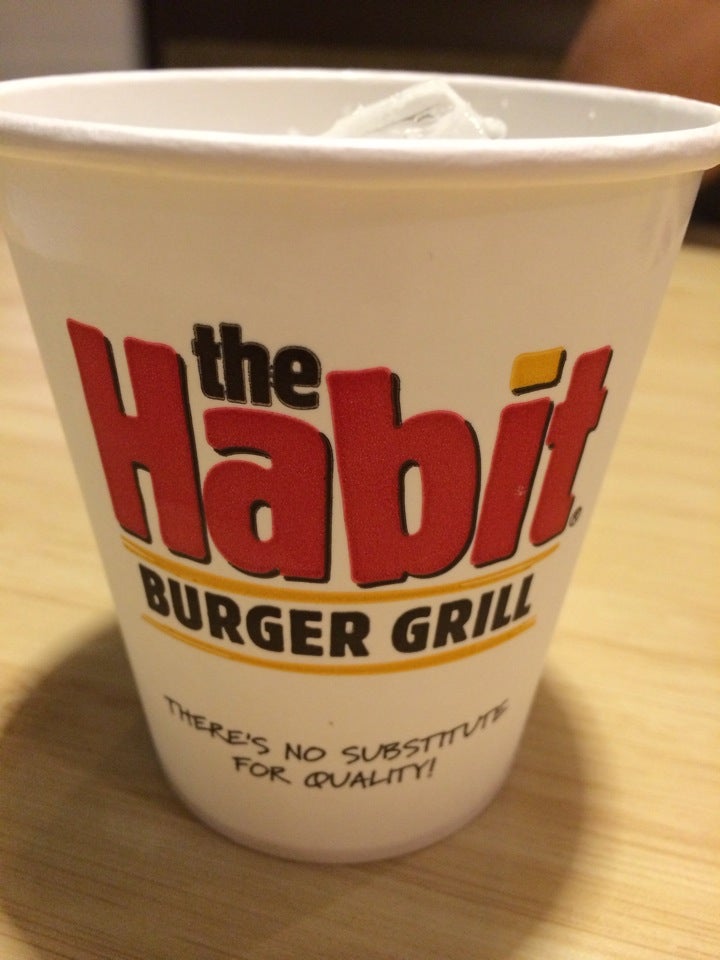 the
Habit®
BURGER GRILL
THERE'S NO SUBSTITUTE
FOR QUALITY!